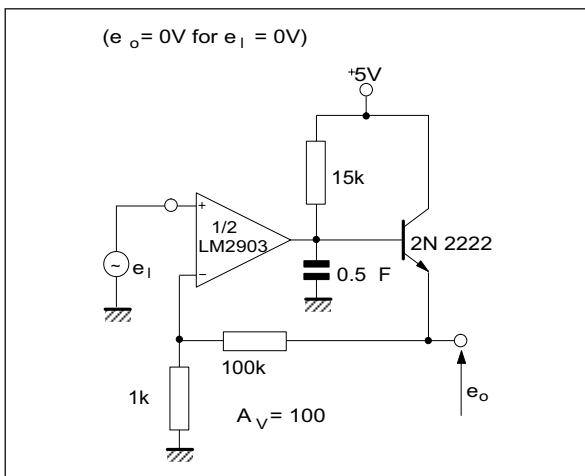 (e o = 0V for e I = 0V)
+5V
15k
+
1/2
LM2903
−
2N 2222
~
e I
0.5 F
100k
1k
A V = 100
e o